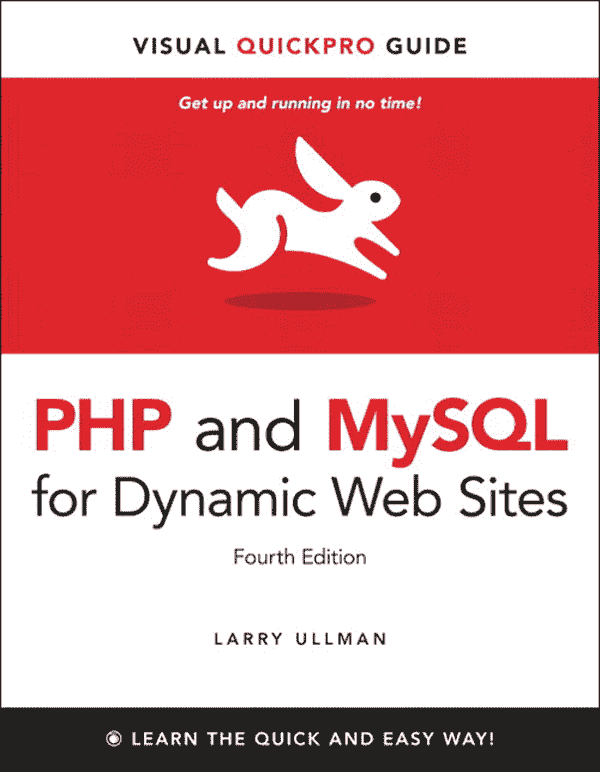 VISUAL QUICKPRO GUIDE
Get up and running in no time!
PHP and MySQL
for Dynamic Web Sites
Fourth Edition
LARRY ULLMAN
LEARN THE QUICK AND EASY WAY!